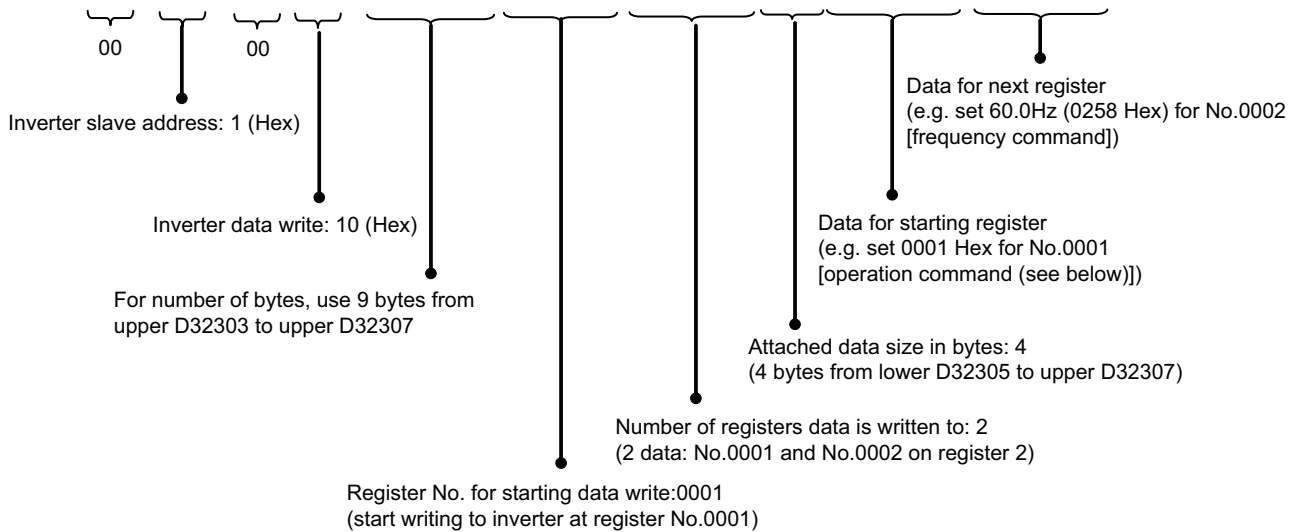 00
00
Data for next register
(e.g. set 60.0Hz (0258 Hex) for No.0002
[frequency command])
Inverter slave address: 1 (Hex)
Inverter data write: 10 (Hex)
Data for starting register
(e.g. set 0001 Hex for No.0001
[operation command (see below)])
For number of bytes, use 9 bytes from
upper D32303 to upper D32307
Attached data size in bytes: 4
(4 bytes from lower D32305 to upper D32307)
Number of registers data is written to: 2
(2 data: No.0001 and No.0002 on register 2)
Register No. for starting data write:0001
(start writing to inverter at register No.0001)